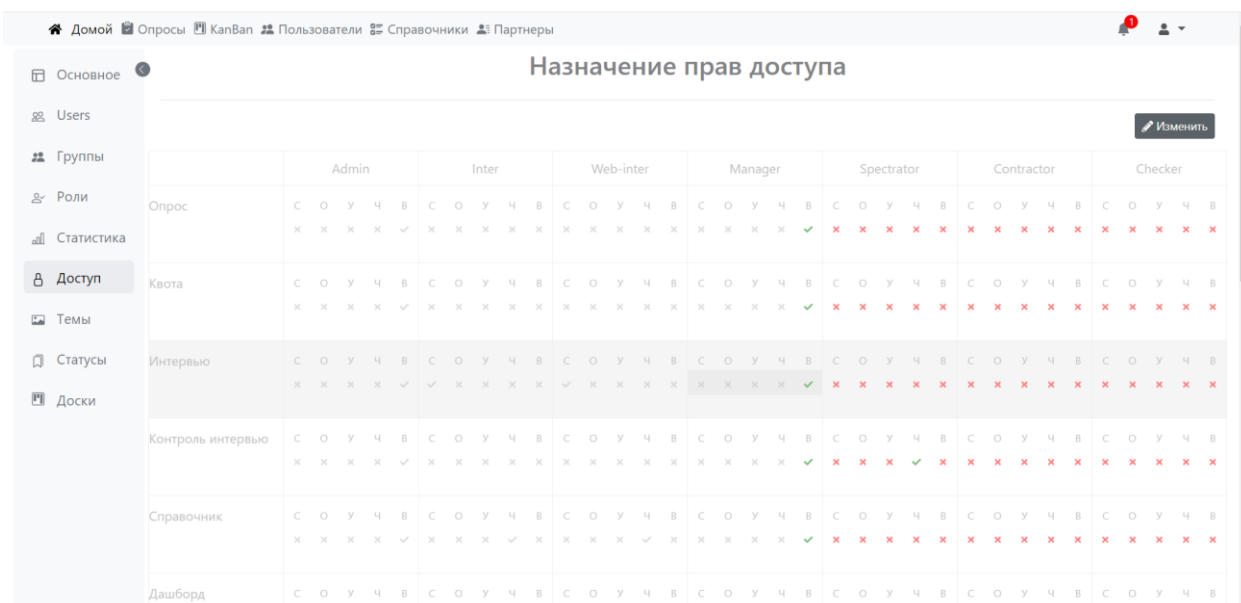 Домой Опросы KanBan Пользователи Справочники Партнеры 1
Основное
Users
Группы
Роли
Статистика
Доступ
Темы
Статусы
Доски
Назначение прав доступа
Изменить
Admin Inter Web-inter Manager Spectrator Contractor Checker
Опрос С О У Ч В С О У Ч В С О У Ч В С О У Ч В С О У Ч В С О У Ч В С О У Ч В
Квота С О У Ч В С О У Ч В С О У Ч В С О У Ч В С О У Ч В С О У Ч В С О У Ч В
Интервью С О У Ч В С О У Ч В С О У Ч В С О У Ч В С О У Ч В С О У Ч В С О У Ч В
Контроль интервью С О У Ч В С О У Ч В С О У Ч В С О У Ч В С О У Ч В С О У Ч В С О У Ч В
Справочник С О У Ч В С О У Ч В С О У Ч В С О У Ч В С О У Ч В С О У Ч В С О У Ч В
Дашборд С О У Ч В С О У Ч В С О У Ч В С О У Ч В С О У Ч В С О У Ч В С О У Ч В